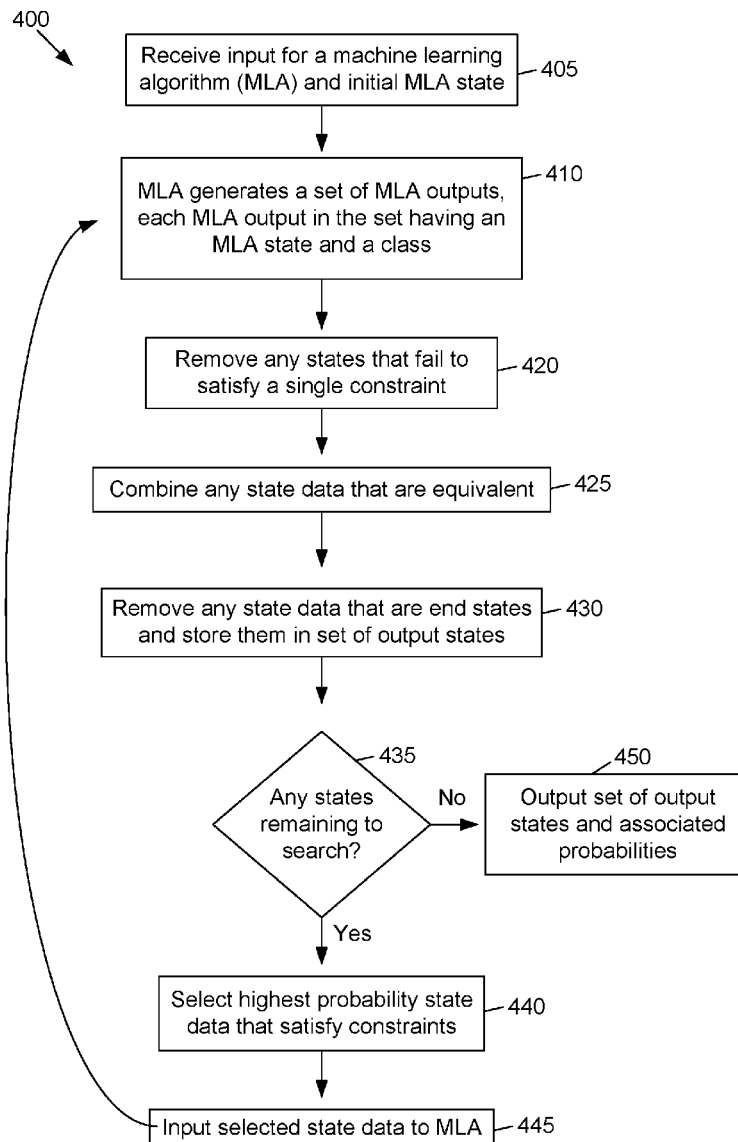 400
Receive input for a machine learning
algorithm (MLA) and initial MLA state
405
MLA generates a set of MLA outputs,
each MLA output in the set having an
MLA state and a class
410
Remove any states that fail to
satisfy a single constraint
420
Combine any state data that are equivalent
425
Remove any state data that are end states
and store them in set of output states
430
435
Any states
remaining to
search?
No
450
Output set of output
states and associated
probabilities
Yes
Select highest probability state
data that satisfy constraints
440
Input selected state data to MLA
445